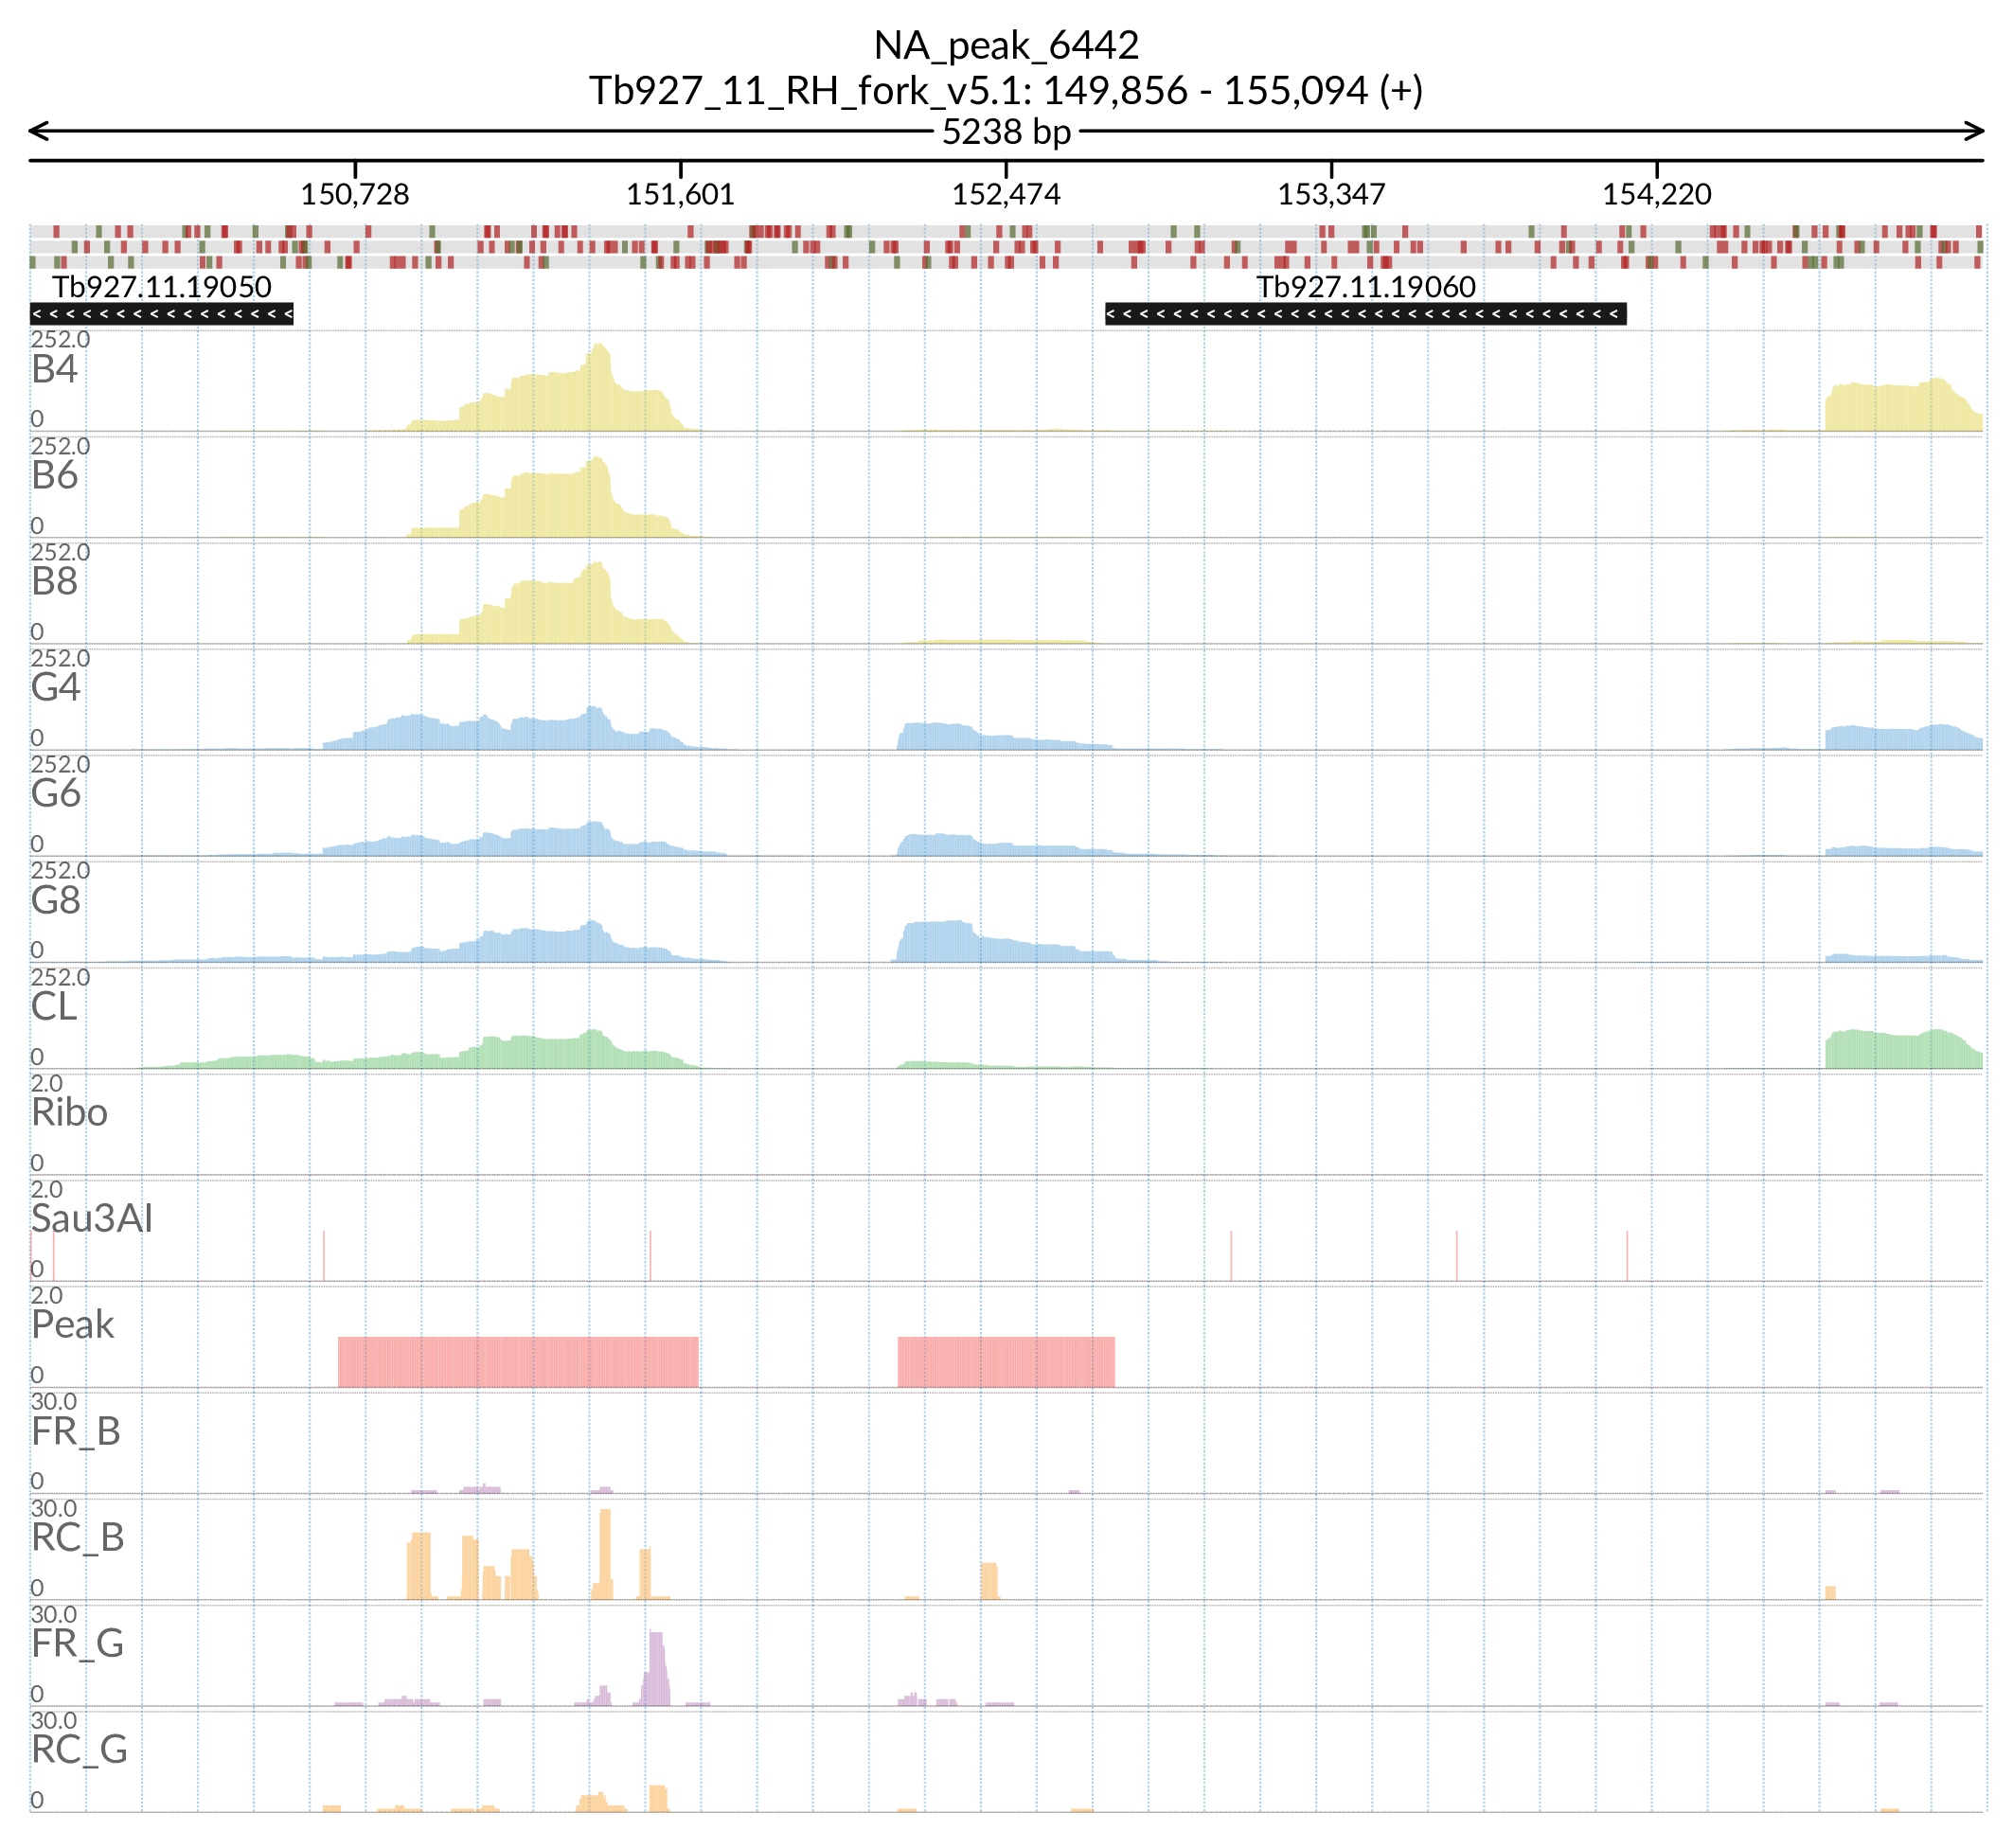 NA_peak_6442
Tb927_11_RH_fork_v5.1: 149,856 - 155,094 (+)
5238 bp
150,728 151,601 152,474 153,347 154,220
Tb927.11.19050 Tb927.11.19060
252.0
B4
0
252.0
B6
0
252.0
B8
0
252.0
G4
0
252.0
G6
0
252.0
G8
0
252.0
CL
0
2.0
Ribo
0
2.0
Sau3AI
0
2.0
Peak
0
30.0
FR_B
0
30.0
RC_B
0
30.0
FR_G
0
30.0
RC_G
0